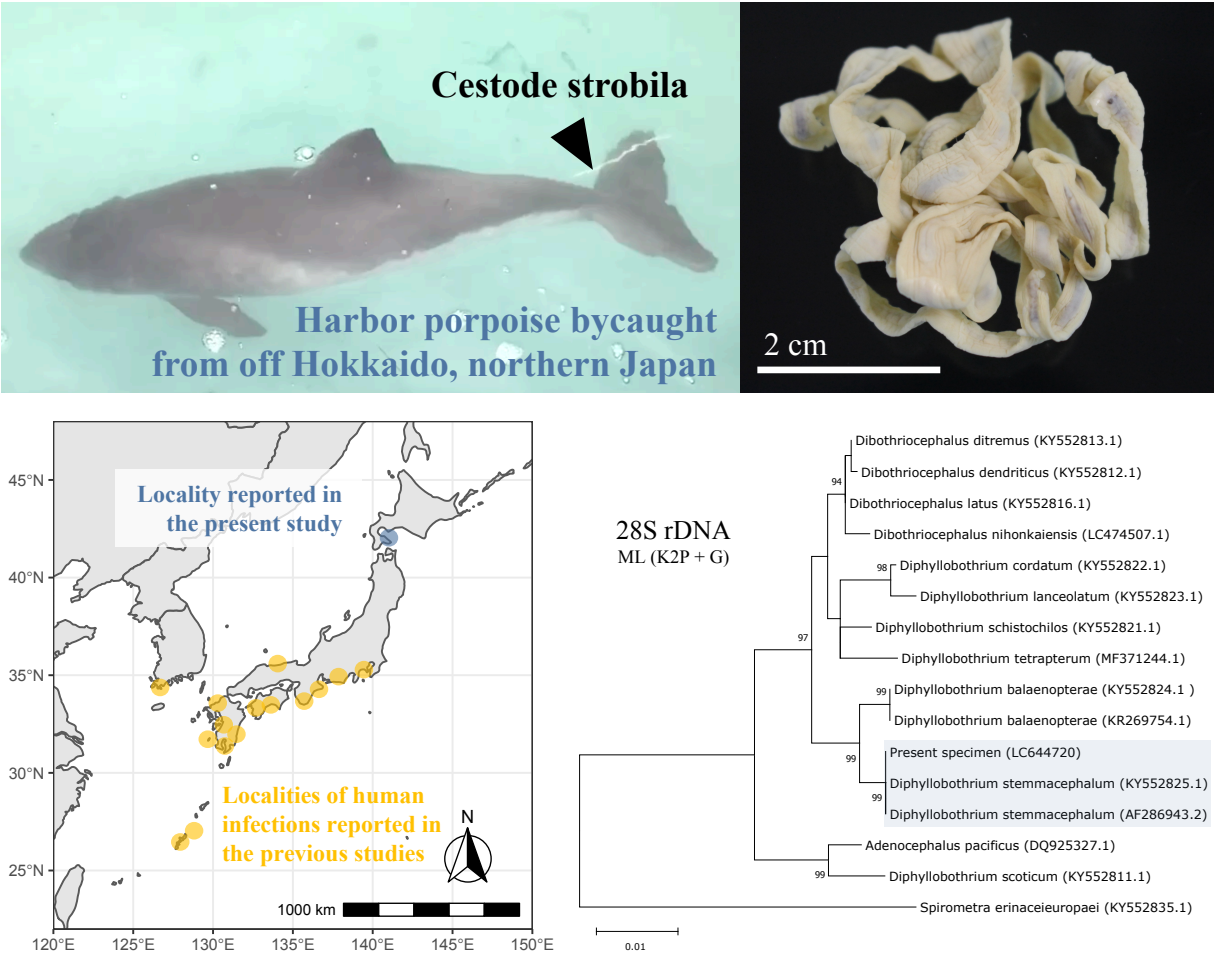 Cestode strobila
Harbor porpoise bycaught
from off Hokkaido, northern Japan
2 cm
45°N
40°N
35°N
30°N
25°N
120°E
125°E
130°E
135°E
140°E
145°E
150°E
Locality reported in
the present study
Localities of human
infections reported in
the previous studies
N
1000 km
28S rDNA
ML (K2P + G)
Dibothriocephalus ditremus (KY552813.1)
Dibothriocephalus dendriticus (KY552812.1)
94
Dibothriocephalus latus (KY552816.1)
Dibothriocephalus nihonkaiensis (LC474507.1)
98
Diphyllobothrium cordatum (KY552822.1)
Diphyllobothrium lanceolatum (KY552823.1)
Diphyllobothrium schistochilos (KY552821.1)
97
Diphyllobothrium tetrapterum (MF371244.1)
99
Diphyllobothrium balaenopterae (KY552824.1 )
Diphyllobothrium balaenopterae (KR269754.1)
99
Present specimen (LC644720)
Diphyllobothrium stemmacephalum (KY552825.1)
99
Diphyllobothrium stemmacephalum (AF286943.2)
Adenocephalus pacificus (DQ925327.1)
99
Diphyllobothrium scoticum (KY552811.1)
Spirometra erinaceieuropaei (KY552835.1)
0.01